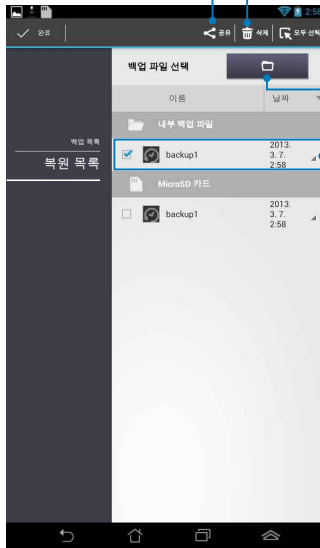 2:58
완료
공유
삭제
모두 선택
백업 목록
복원 목록
백업 파일 선택
이름
날짜
내부 백업 파일
backup1
2013.
3. 7.
2:58
MicroSD 카드
backup1
2013.
3. 7.
2:58